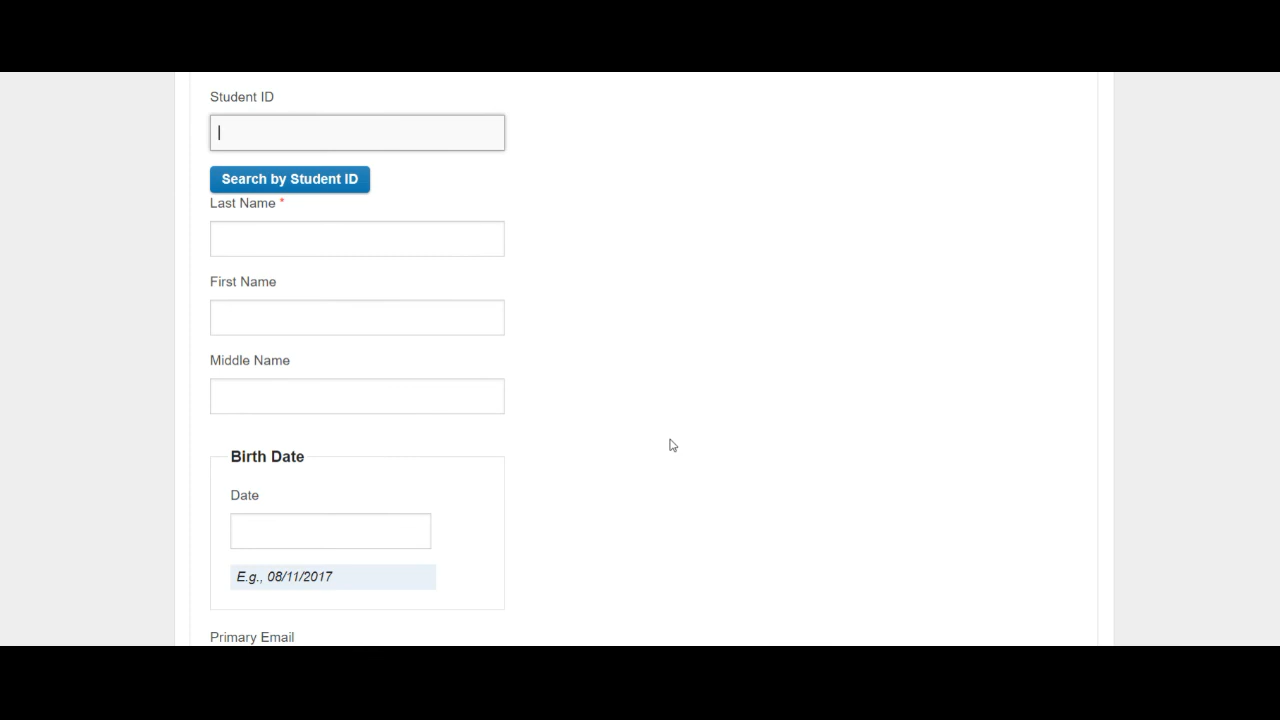 Student ID
Search by Student ID
Last Name *
First Name
Middle Name
Birth Date
Date
E.g., 08/11/2017
Primary Email